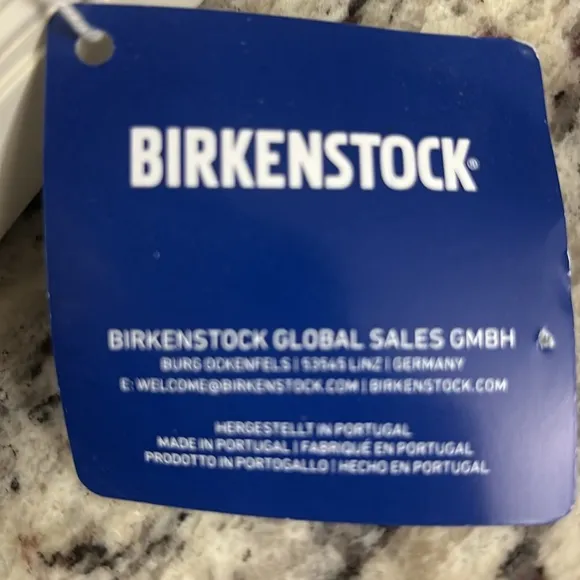 BIRKENSTOCK®
BIRKENSTOCK GLOBAL SALES GMBH
BURG OCKENFELS | 53545 LINZ | GERMANY
E: WELCOME@BIRKENSTOCK.COM | BIRKENSTOCK.COM
HERGESTELLT IN PORTUGAL
MADE IN PORTUGAL | FABRIQUÉ EN PORTUGAL
PRODOTTO IN PORTOGALLO | HECHO EN PORTUGAL